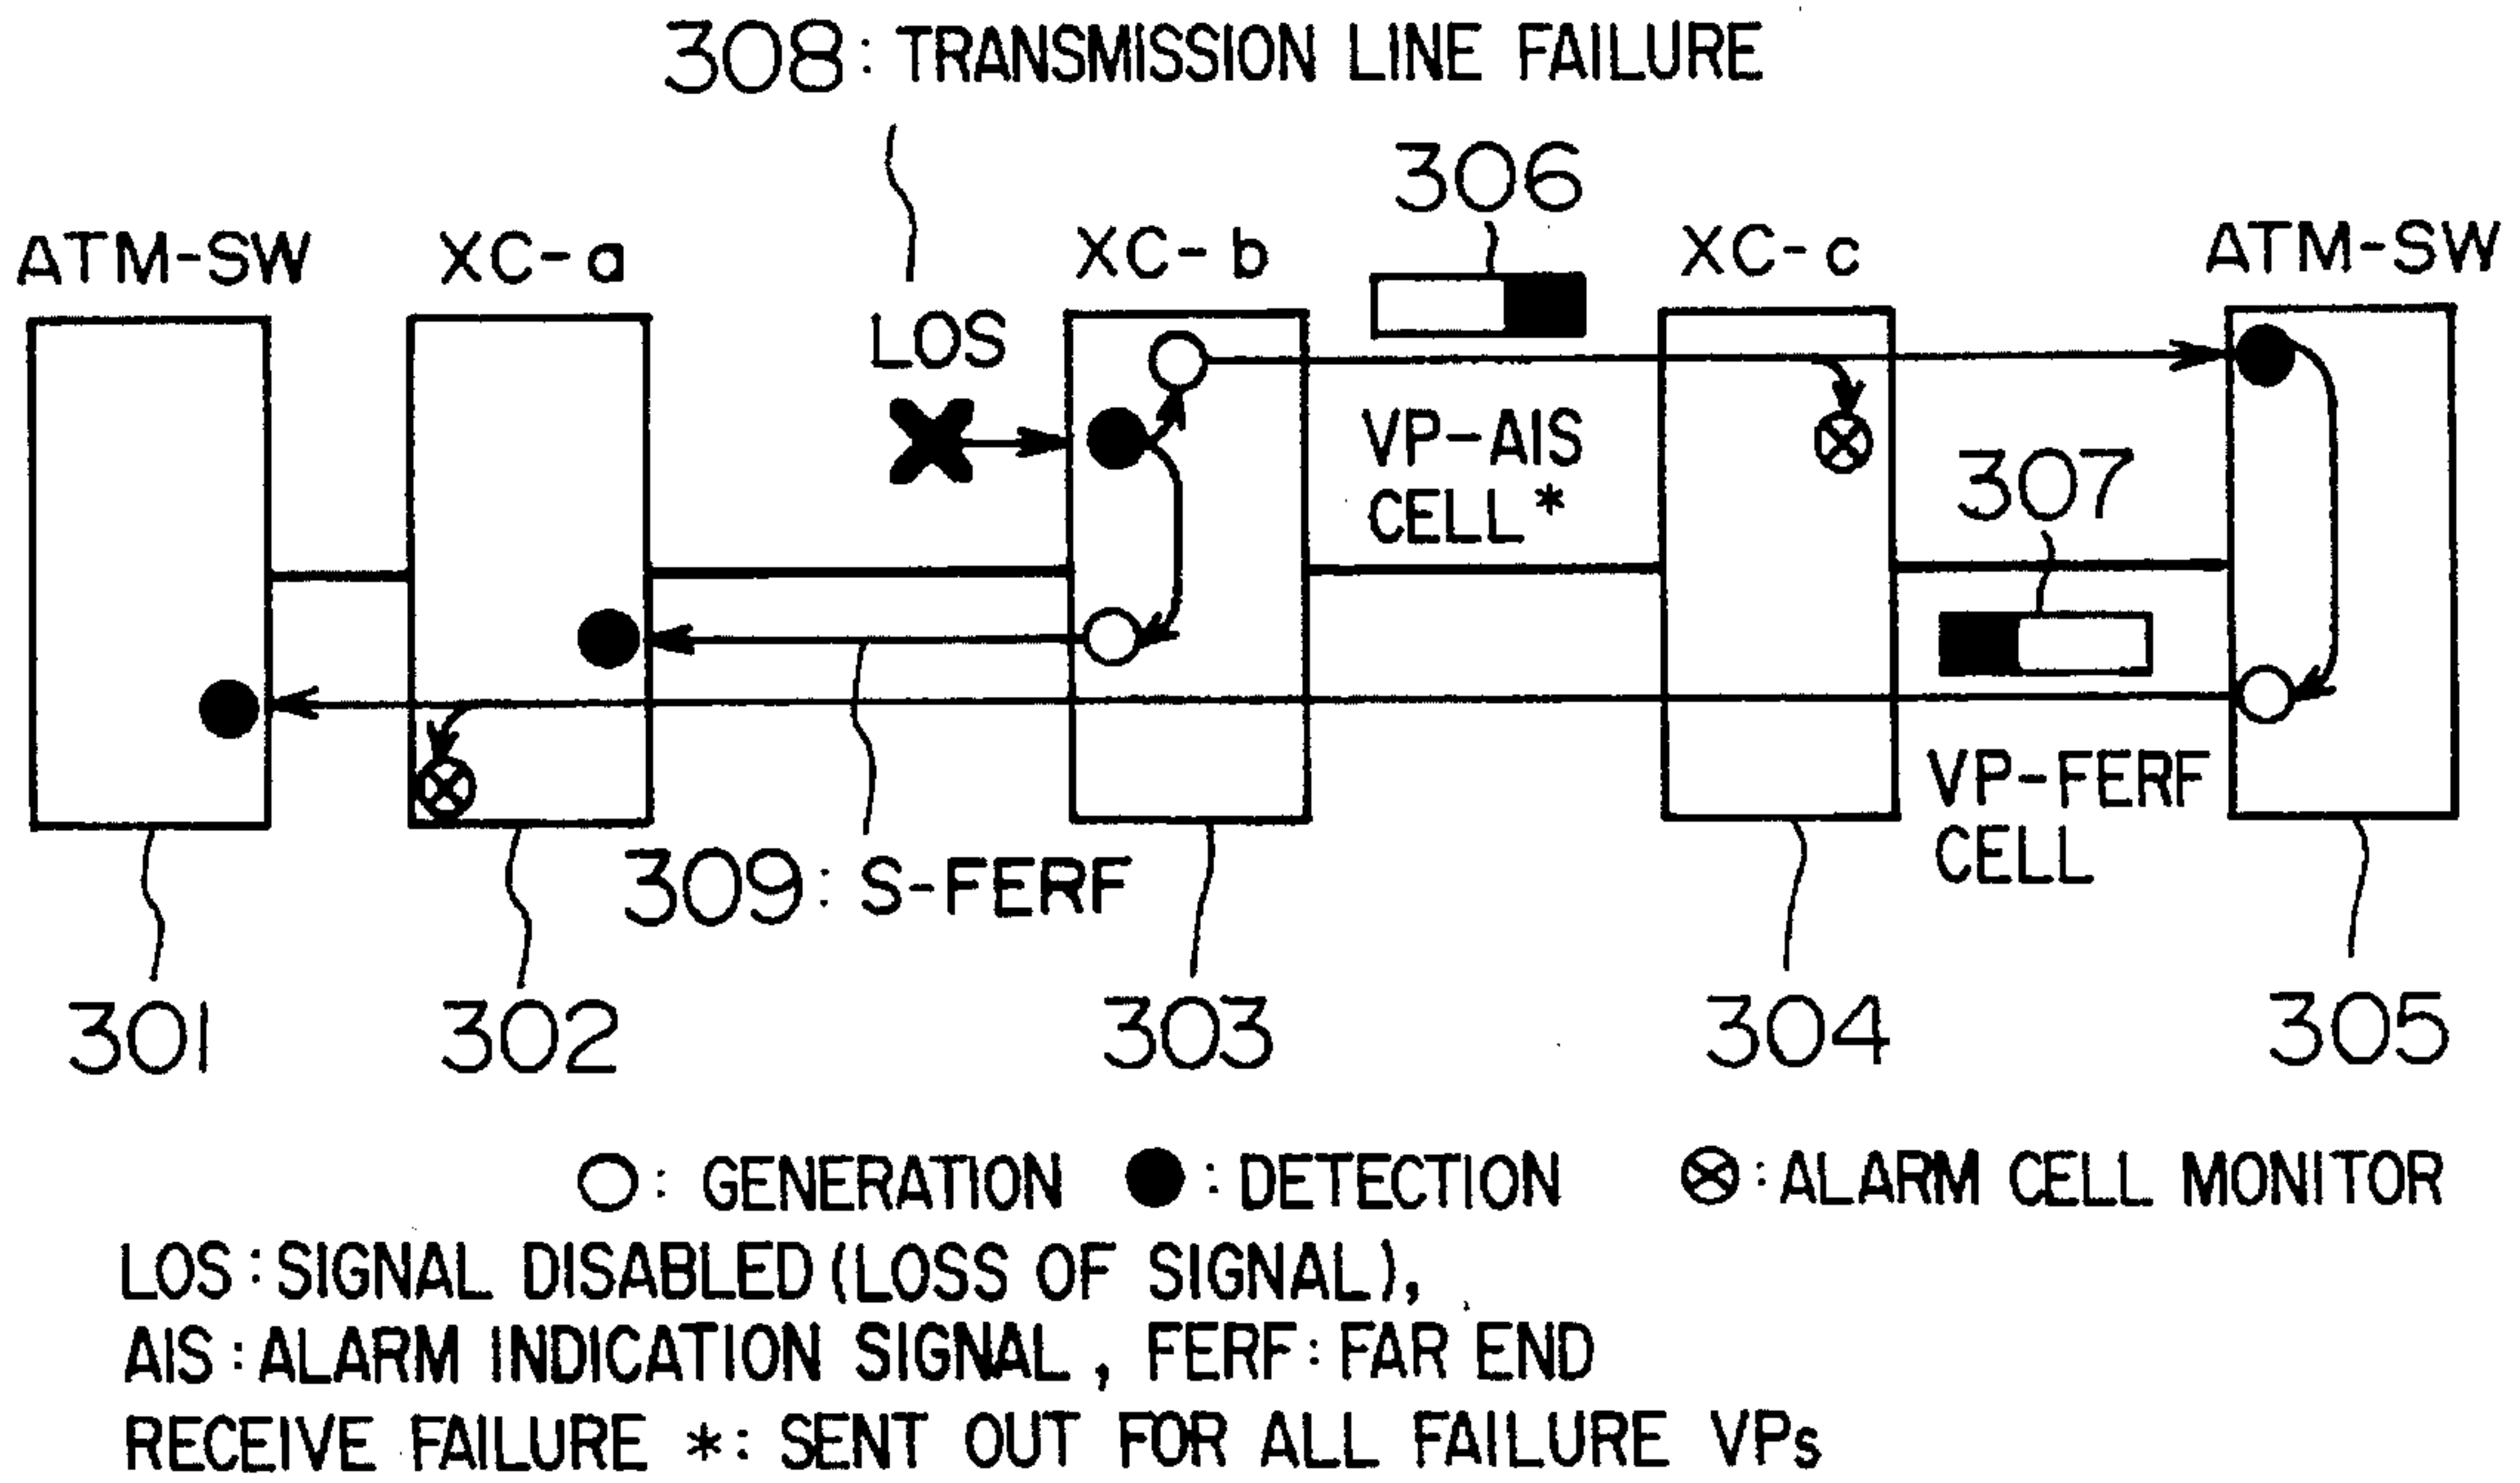 308: TRANSMISSION LINE FAILURE
306
ATM-SW XC-a XC-b XC-c ATM-SW
LOS
VP-AIS
CELL*
307
VP-FERF
CELL
309: S-FERF
301 302 303 304 305
○: GENERATION ●: DETECTION ⊗: ALARM CELL MONITOR
LOS: SIGNAL DISABLED (LOSS OF SIGNAL),
AIS: ALARM INDICATION SIGNAL, FERF: FAR END
RECEIVE FAILURE *: SENT OUT FOR ALL FAILURE VPs